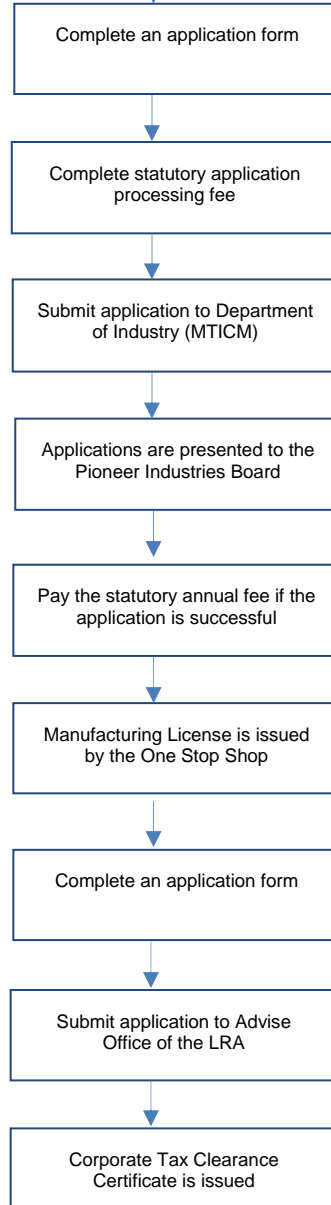 Complete an application form
Complete statutory application
processing fee
Submit application to Department
of Industry (MTICM)
Applications are presented to the
Pioneer Industries Board
Pay the statutory annual fee if the
application is successful
Manufacturing License is issued
by the One Stop Shop
Complete an application form
Submit application to Advise
Office of the LRA
Corporate Tax Clearance
Certificate is issued